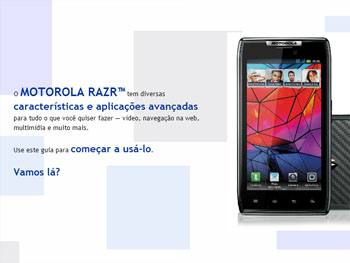 O MOTOROLA RAZR™ tem diversas
características e aplicações avançadas
para tudo o que você quiser fazer — vídeo, navegação na web,
multimídia e muito mais.
Use este guia para começar a usá-lo.
Vamos lá?
MOTOROLA